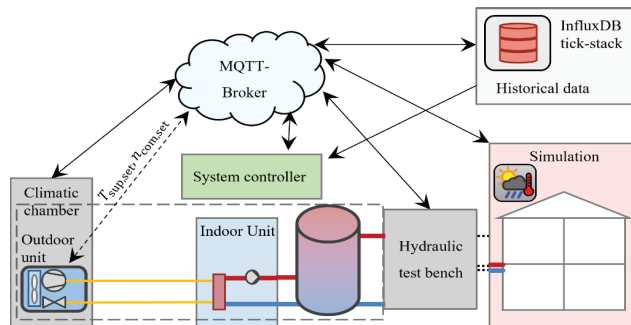 InfluxDB
tick-stack
Historical data
MQTT-
Broker
T_sup,set, n_com,set
System controller
Simulation
Climatic
chamber
Outdoor
unit
Indoor Unit
Hydraulic
test bench